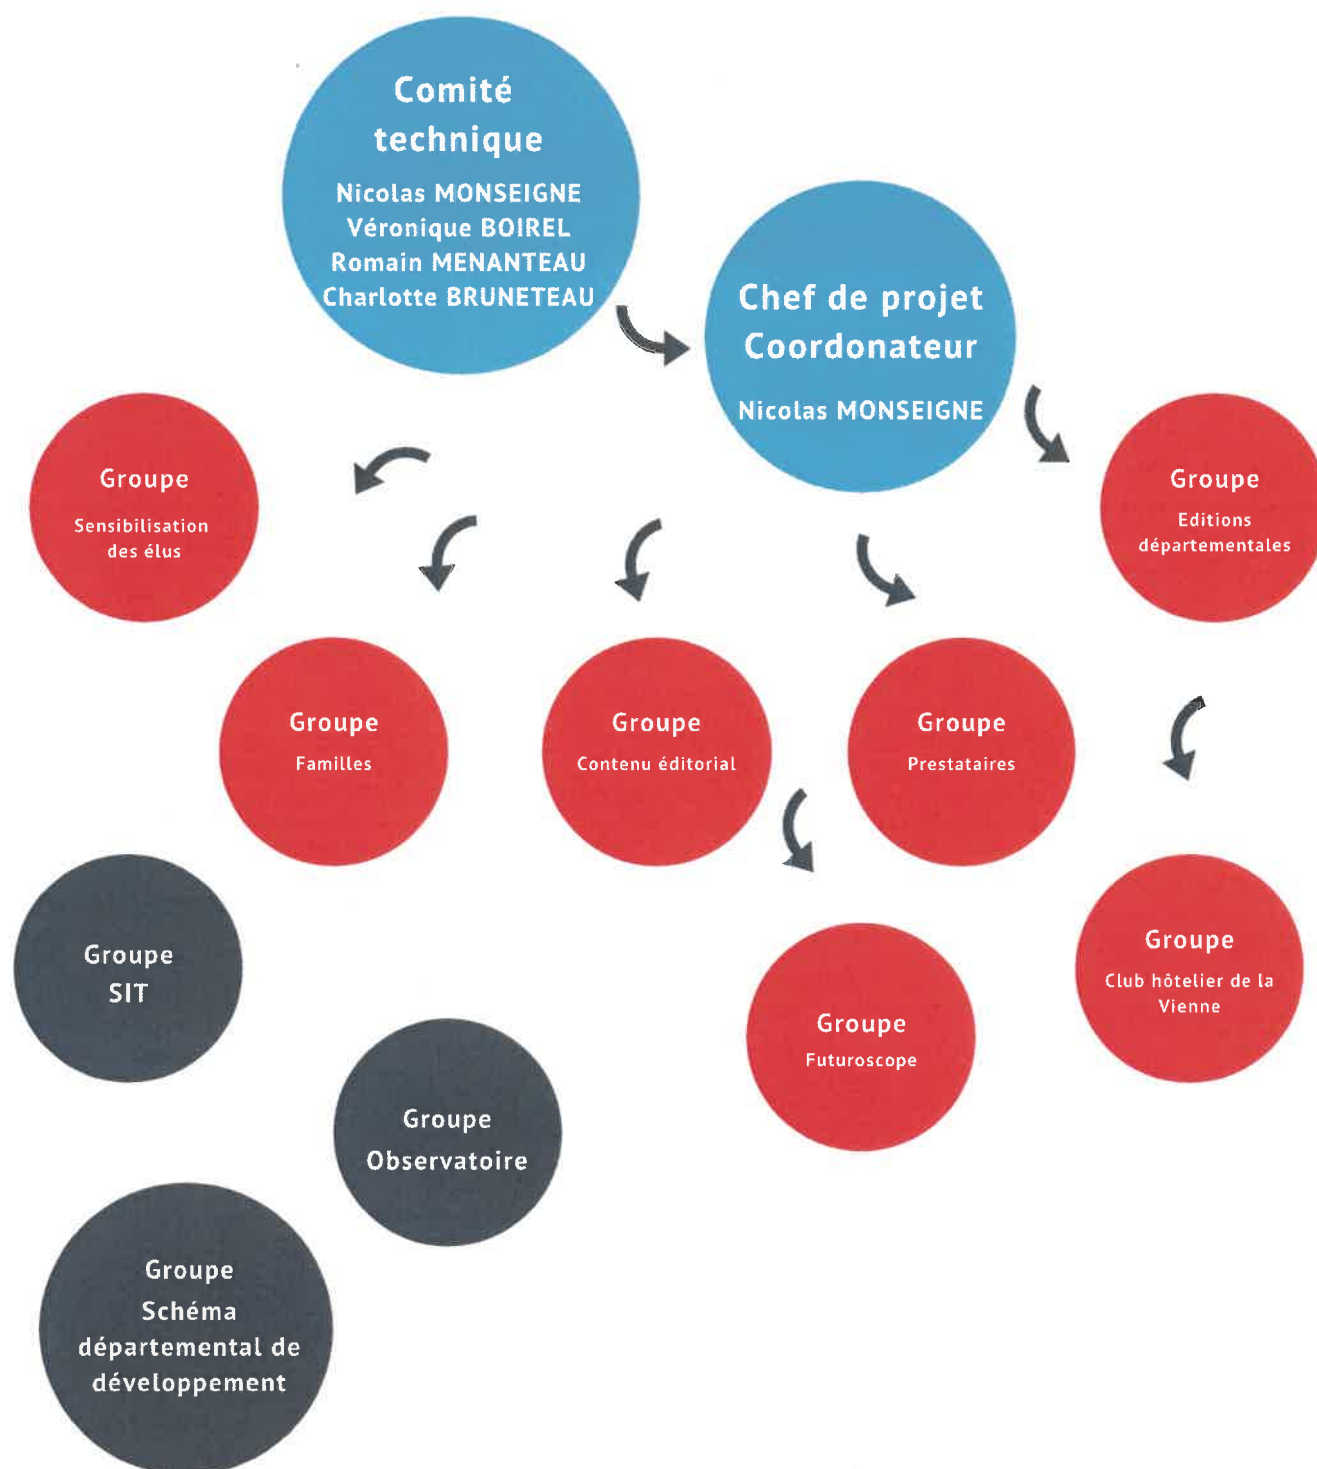 Comité
technique
Nicolas MONSEIGNE
Véronique BOIREL
Romain MENANTEAU
Charlotte BRUNETEAU
Chef de projet
Coordonateur
Nicolas MONSEIGNE
Groupe
Sensibilisation
des élus
Groupe
Editions
départementales
Groupe
Familles
Groupe
Contenu éditorial
Groupe
Prestataires
Groupe
SIT
Groupe
Club hôtelier de la
Vienne
Groupe
Futuroscope
Groupe
Observatoire
Groupe
Schéma
départemental de
développement